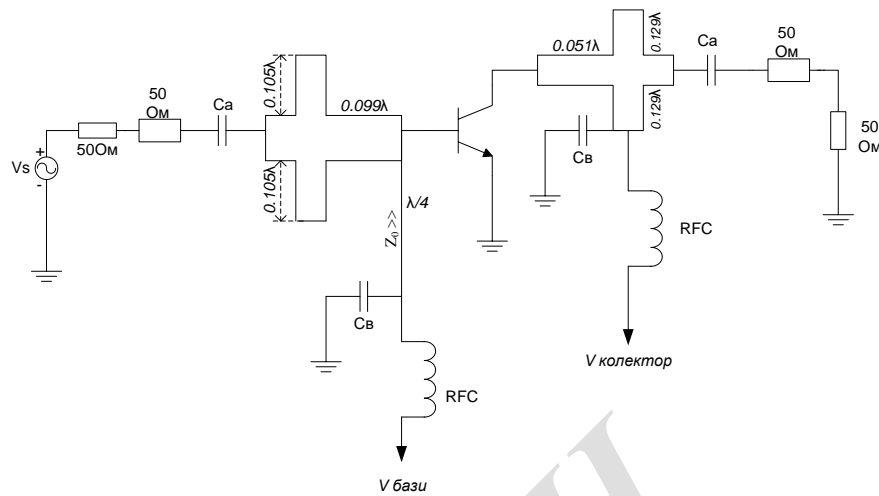 50
Ом
Ca
0.051λ
0.129λ
0.129λ
50
Ом
Ca
0.105λ
0.105λ
0.099λ
Vs
+
-
50Ом
Cв
50
Ом
RFC
λ/4
Z₀ >>
Cв
V колектор
RFC
V бази